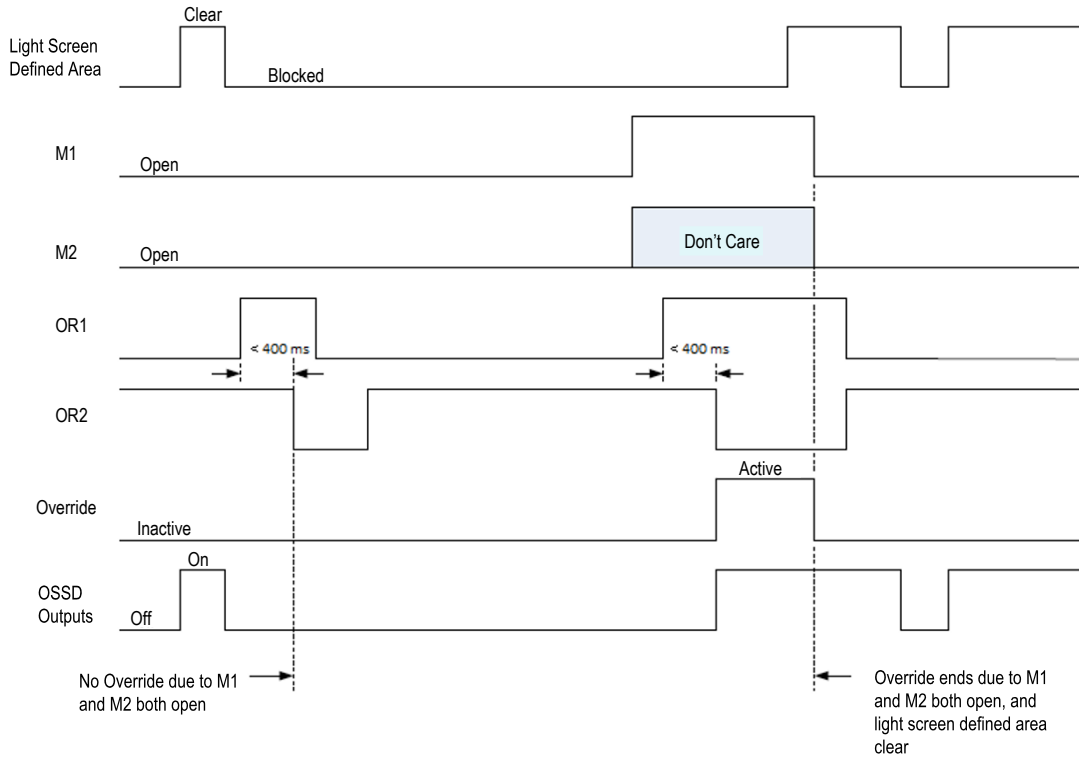 Clear
Light Screen
Defined Area
Blocked
M1
Open
M2
Open
Don't Care
OR1
< 400 ms
< 400 ms
OR2
Active
Override
Inactive
On
OSSD
Outputs
Off
No Override due to M1
and M2 both open
Override ends due to M1
and M2 both open, and
light screen defined area
clear